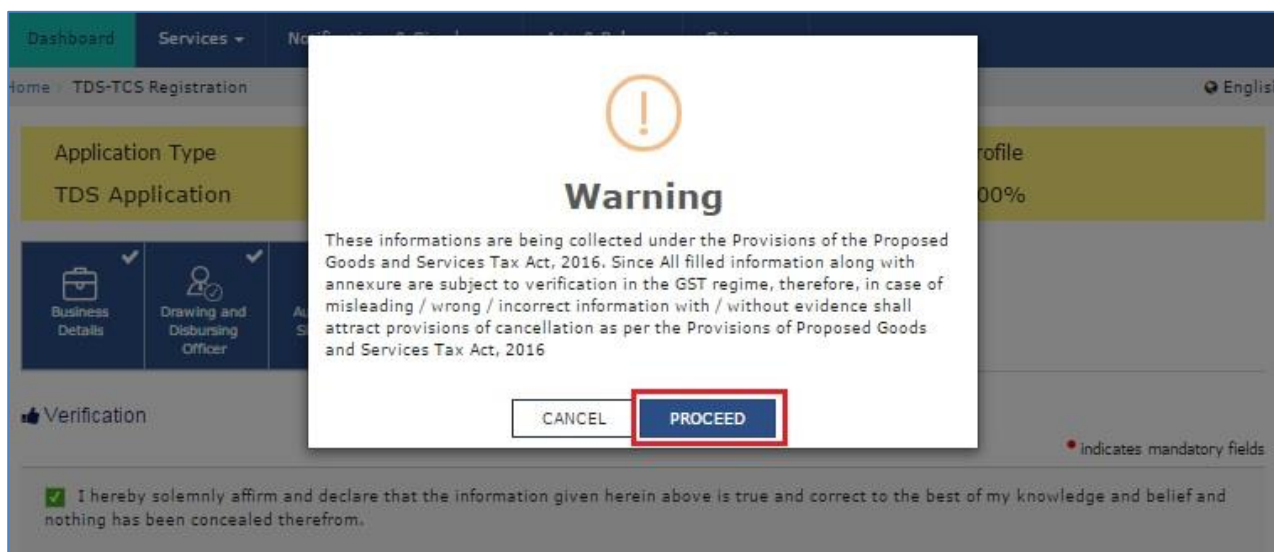 Dashboard Services
Home TDS-TCS Registration English
Application Type rofile
TDS Application 00%
Warning
These informations are being collected under the Provisions of the Proposed
Goods and Services Tax Act, 2016. Since All filled information along with
annexure are subject to verification in the GST regime, therefore, in case of
misleading / wrong / incorrect information with / without evidence shall
attract provisions of cancellation as per the Provisions of Proposed Goods
and Services Tax Act, 2016
CANCEL PROCEED
Business
Details
Drawing and
Disbursing
Officer
Verification
• indicates mandatory fields
I hereby solemnly affirm and declare that the information given herein above is true and correct to the best of my knowledge and belief and
nothing has been concealed therefrom.